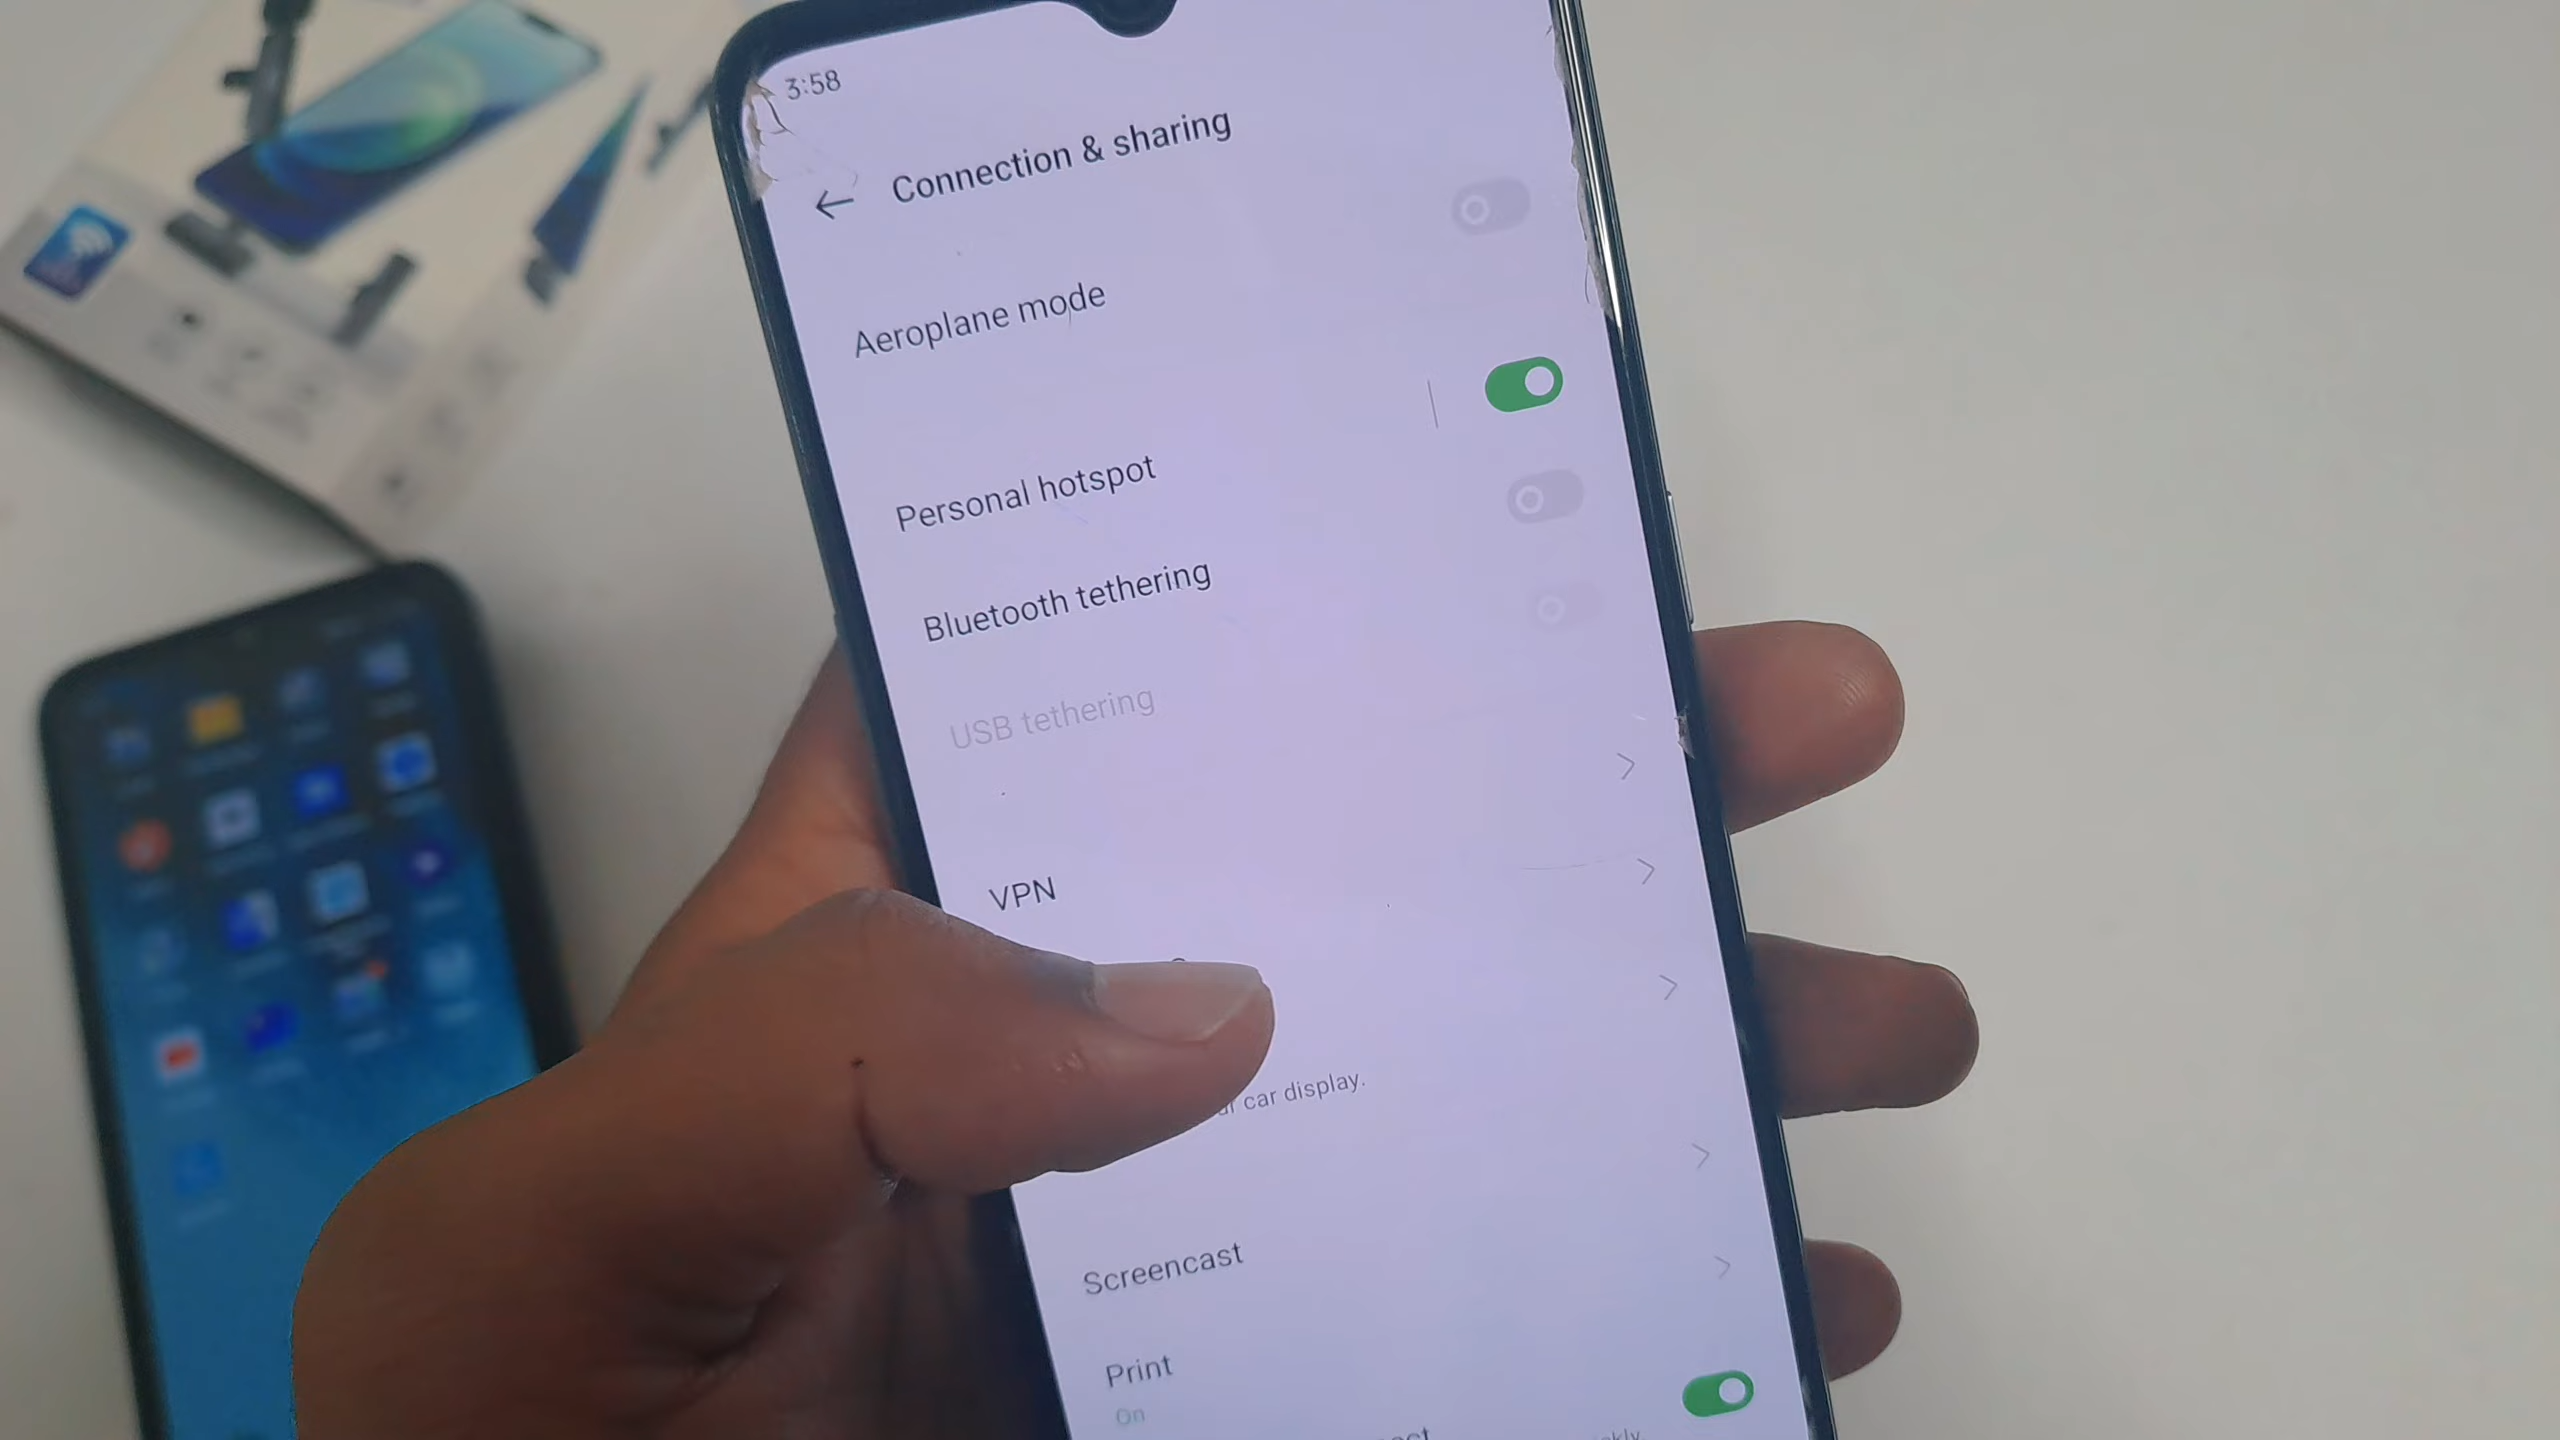 3:58
Connection & sharing
Aeroplane mode
Personal hotspot
Bluetooth tethering
USB tethering
VPN
car display.
Screencast
Print
On